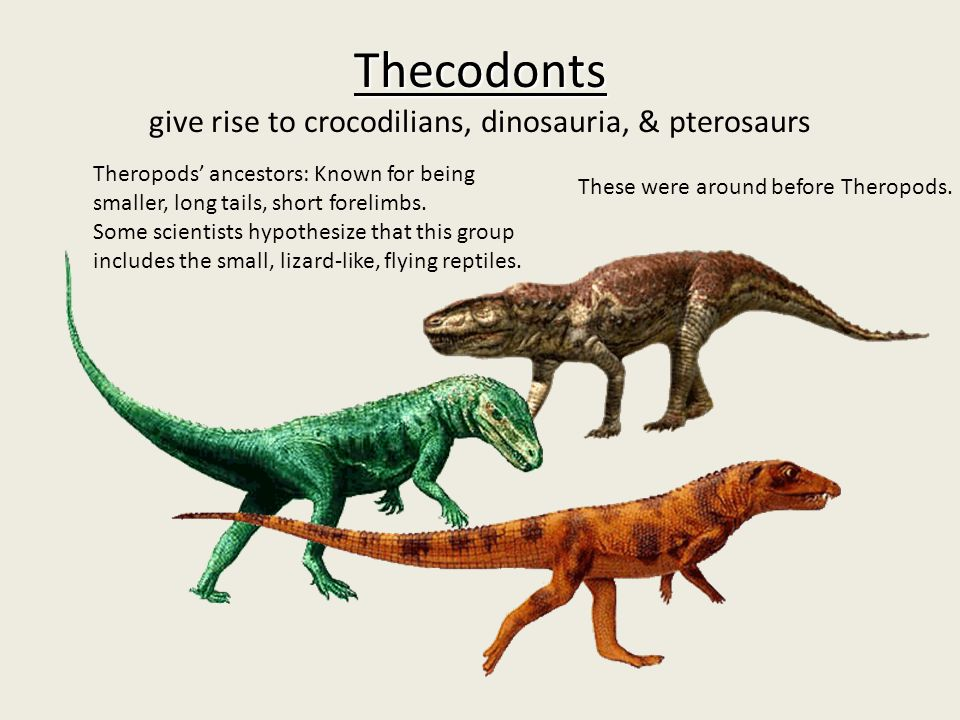 Thecodonts
give rise to crocodilians, dinosauria, & pterosaurs
Theropods’ ancestors: Known for being
smaller, long tails, short forelimbs.
Some scientists hypothesize that this group
includes the small, lizard-like, flying reptiles.
These were around before Theropods.